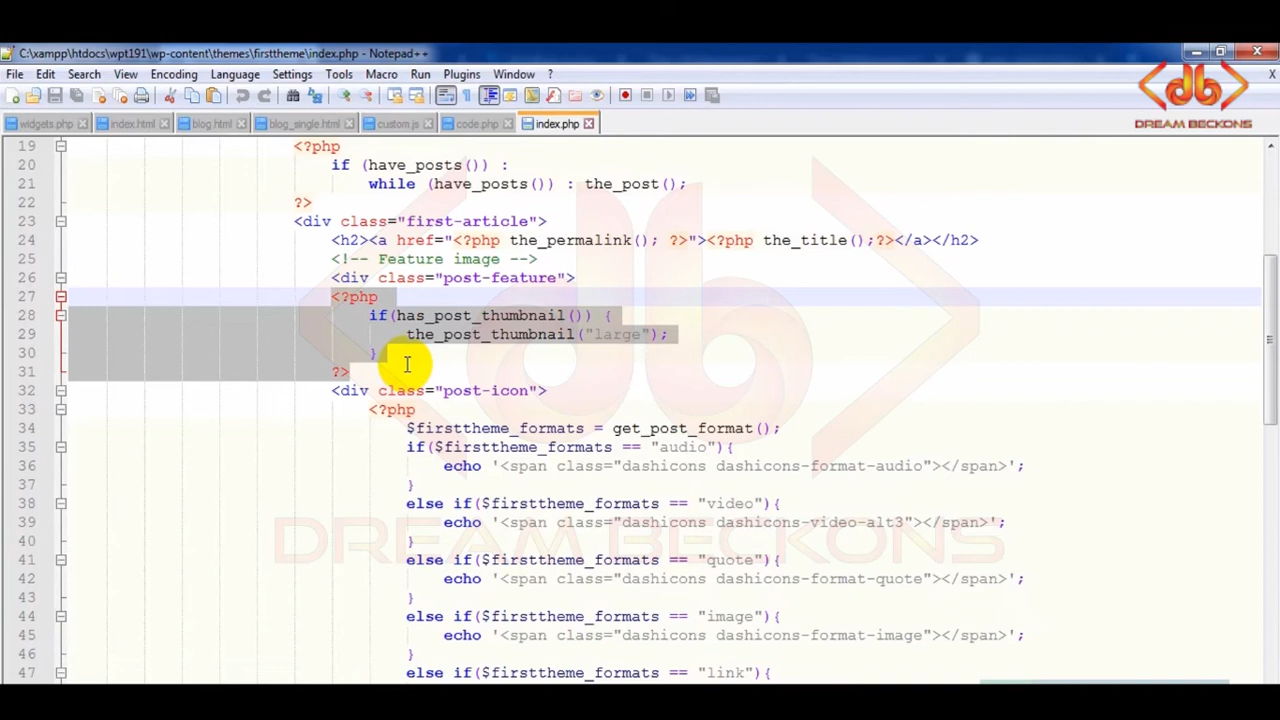 C:\xampp\htdocs\wpt191\wp-content\themes\firsttheme\index.php - Notepad++
File Edit Search View Encoding Language Settings Tools Macro Run Plugins Window ? X
db
DREAM BECKONS
widgets.php index.html blog.html blog_single.html custom.js code.php index.php
19 <?php
20 if (have_posts()) :
21 while (have_posts()) : the_post();
22 ?>
23 <div class="first-article">
24 <h2><a href="<?php the_permalink(); ?>"><?php the_title();?></a></h2>
25 <!-- Feature image -->
26 <div class="post-feature">
27 <?php
28 if(has_post_thumbnail()) {
29 the_post_thumbnail("large");
30 }
31 ?>
32 <div class="post-icon">
33 <?php
34 $firsttheme_formats = get_post_format();
35 if($firsttheme_formats == "audio"){
36 echo '<span class="dashicons dashicons-format-audio"></span>';
37 }
38 else if($firsttheme_formats == "video"){
39 echo '<span class="dashicons dashicons-video-alt3"></span>';
40 }
41 else if($firsttheme_formats == "quote"){
42 echo '<span class="dashicons dashicons-format-quote"></span>';
43 }
44 else if($firsttheme_formats == "image"){
45 echo '<span class="dashicons dashicons-format-image"></span>';
46 }
47 else if($firsttheme_formats == "link"){
db
DREAM BECKONS